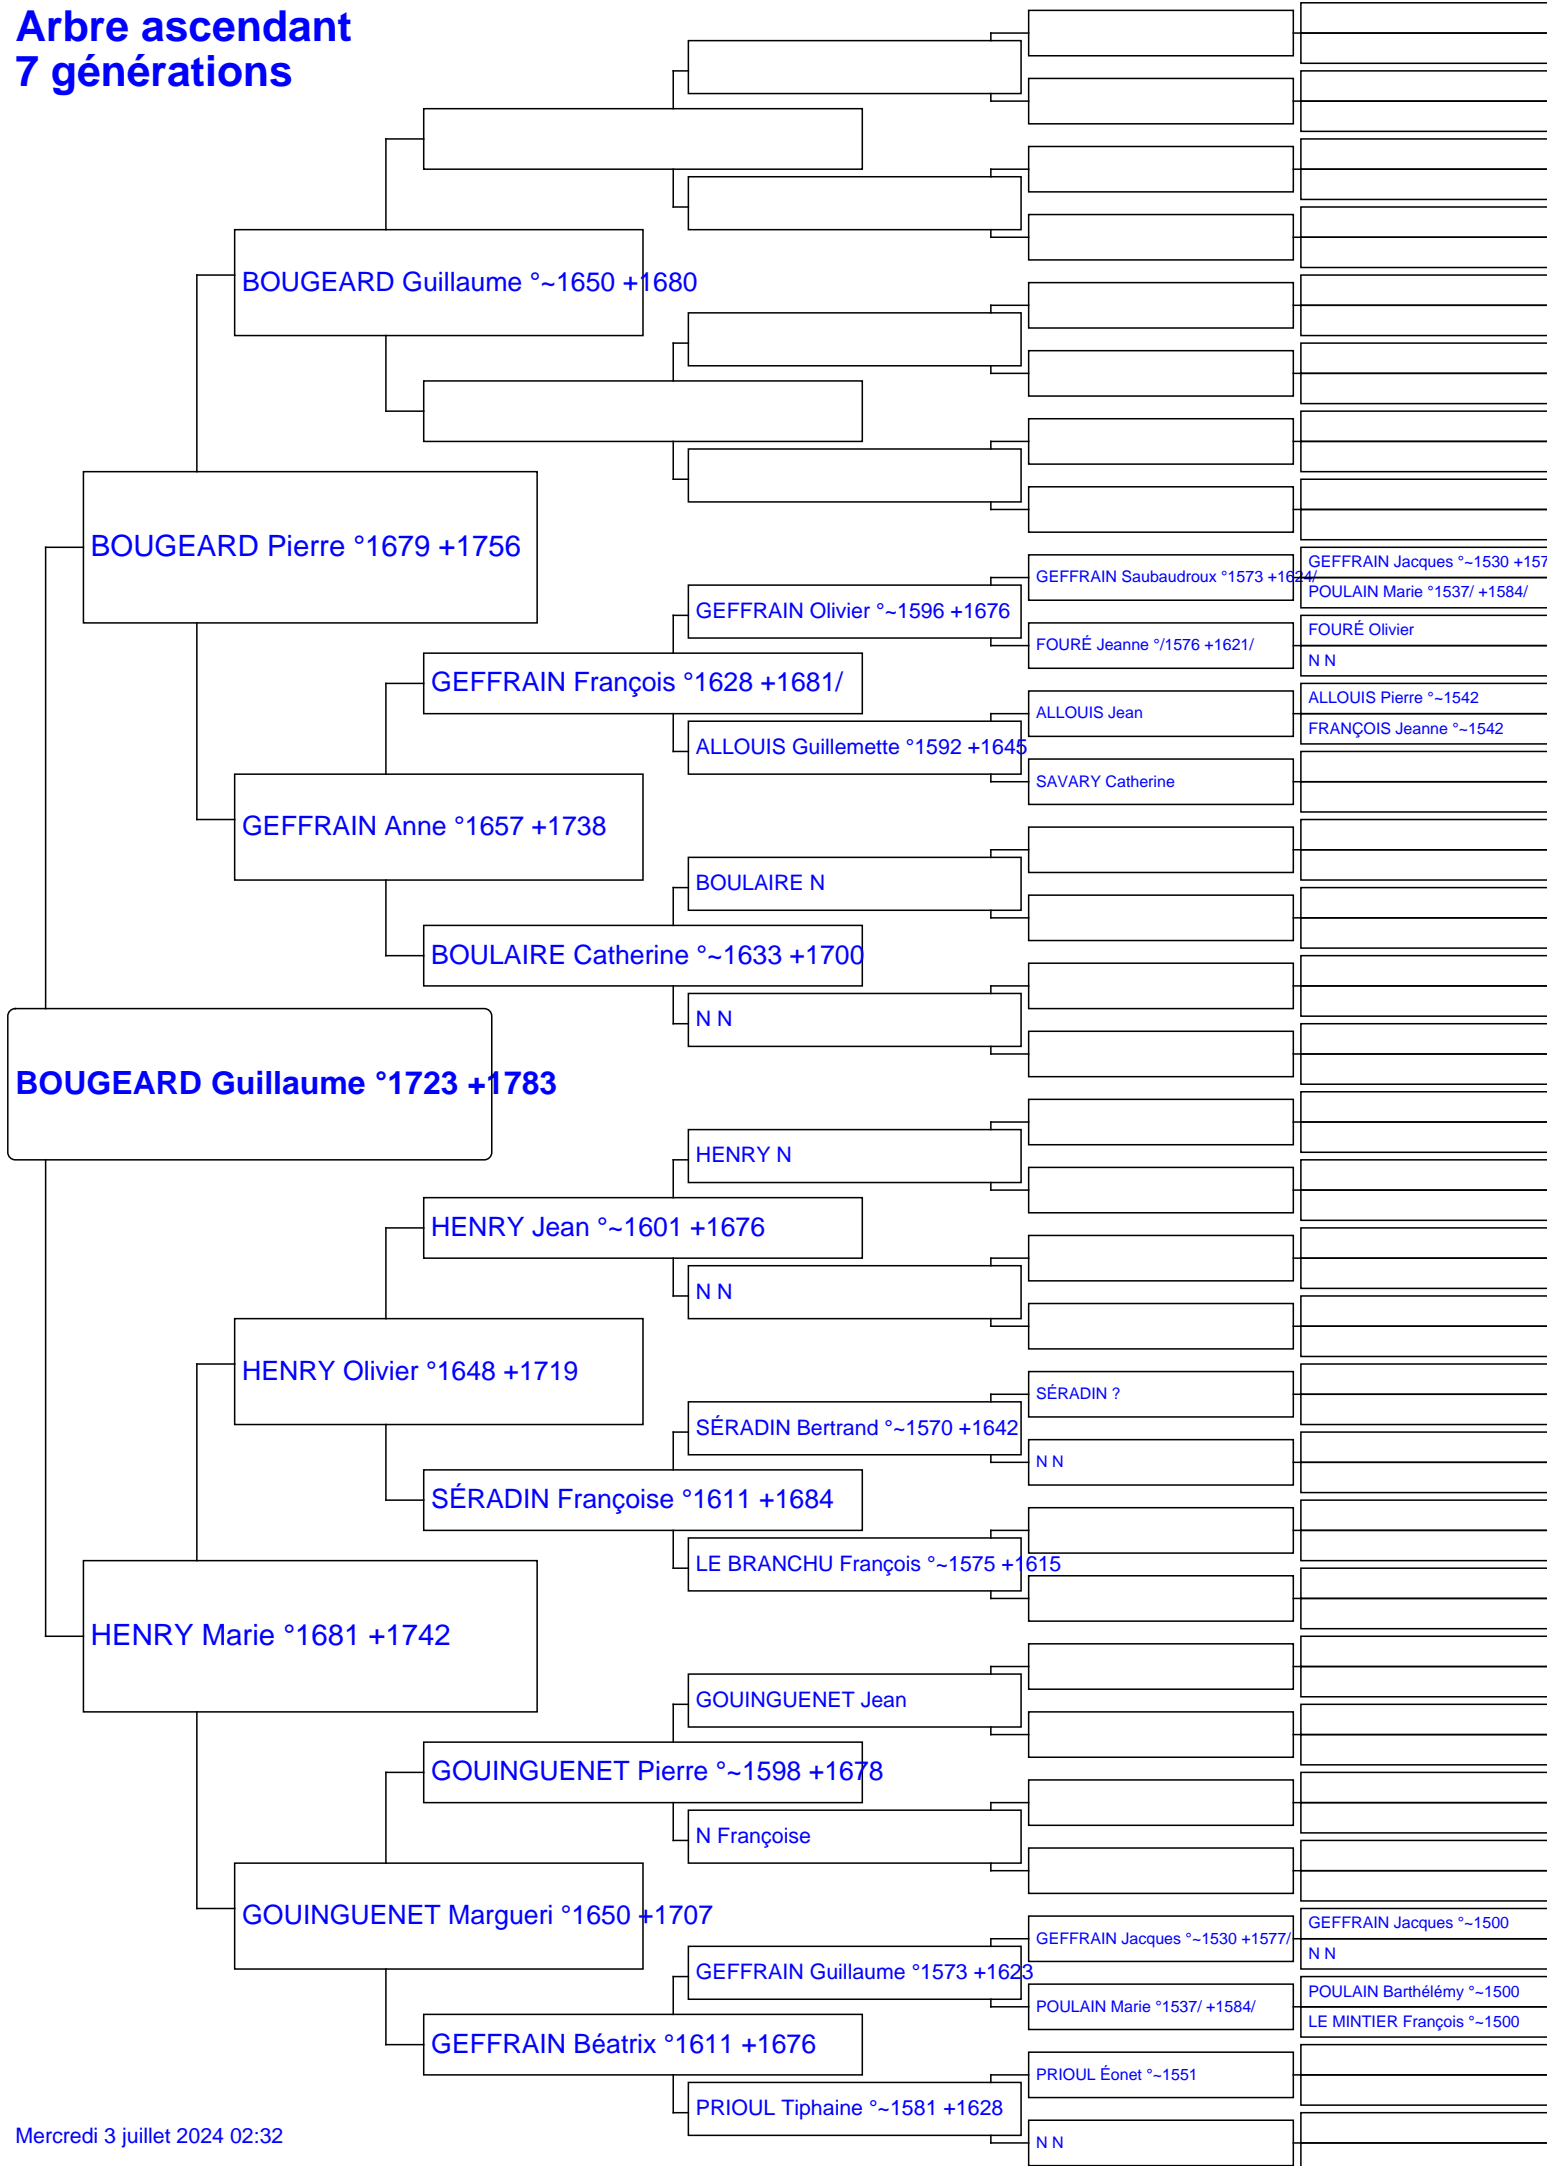 Arbre ascendant
7 générations
BOUGEARD Guillaume °~1650 +1680
BOUGEARD Pierre °1679 +1756
GEFFRAIN Saubaudroux °1573 +1624/
GEFFRAIN Jacques °~1530 +157
POULAIN Marie °1537/ +1584/
GEFFRAIN Olivier °~1596 +1676
FOURÉ Jeanne °/1576 +1621/
FOURÉ Olivier
N N
GEFFRAIN François °1628 +1681/
ALLOUIS Jean
ALLOUIS Pierre °~1542
FRANÇOIS Jeanne °~1542
ALLOUIS Guillemette °1592 +1645
SAVARY Catherine
GEFFRAIN Anne °1657 +1738
BOULAIRE N
BOULAIRE Catherine °~1633 +1700
N N
BOUGEARD Guillaume °1723 +1783
HENRY N
HENRY Jean °~1601 +1676
N N
HENRY Olivier °1648 +1719
SÉRADIN ?
SÉRADIN Bertrand °~1570 +1642
N N
SÉRADIN Françoise °1611 +1684
LE BRANCHU François °~1575 +1615
HENRY Marie °1681 +1742
GOUINGUENET Jean
GOUINGUENET Pierre °~1598 +1678
N Françoise
GOUINGUENET Margueri °1650 +1707
GEFFRAIN Jacques °~1530 +1577/
GEFFRAIN Jacques °~1500
N N
GEFFRAIN Guillaume °1573 +1623
POULAIN Marie °1537/ +1584/
POULAIN Barthélémy °~1500
LE MINTIER François °~1500
GEFFRAIN Béatrix °1611 +1676
PRIOUL Éonet °~1551
PRIOUL Tiphaine °~1581 +1628
N N
Mercredi 3 juillet 2024 02:32